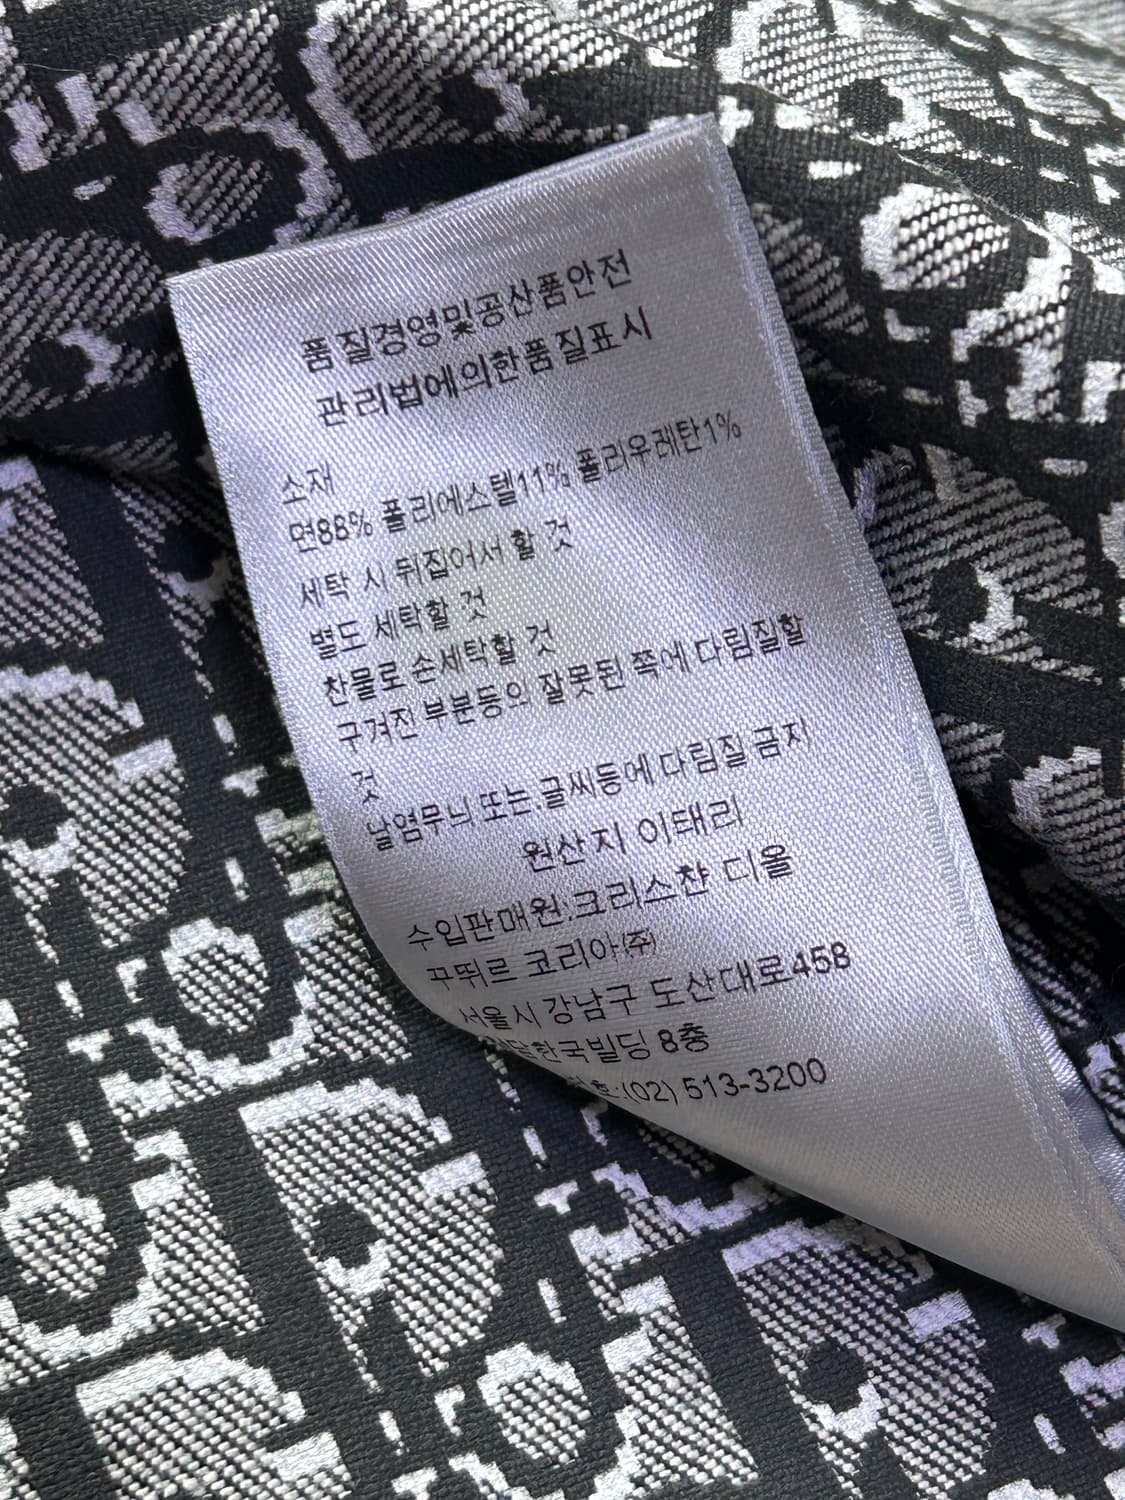 품질경영및공산품안전
관리법에의한품질표시
소재
면88% 폴리에스텔11% 폴리우레탄1%
세탁 시 뒤집어서 할 것
별도 세탁할 것
찬물로 손세탁할 것
구겨진 부분등의 잘못된 쪽에 다림질할
것
날염무늬 또는.글씨등에 다림질 금지
원산지 이태리
수입판매원.크리스챤 디올
꾸뛰르 코리아(주)
서울시 강남구 도산대로458
8층
:(02) 513-3200